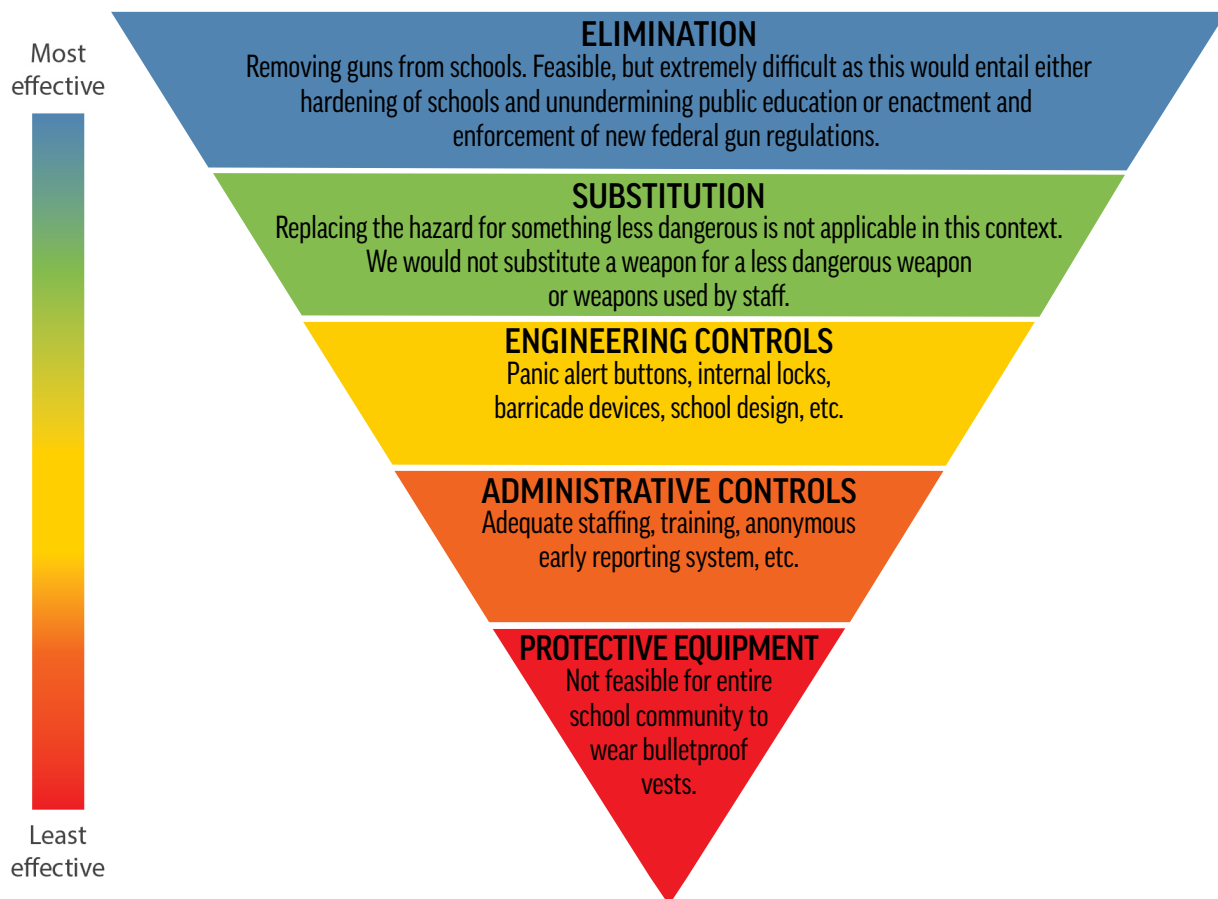 Most
effective
ELIMINATION
Removing guns from schools. Feasible, but extremely difficult as this would entail either
hardening of schools and unundermining public education or enactment and
enforcement of new federal gun regulations.
SUBSTITUTION
Replacing the hazard for something less dangerous is not applicable in this context.
We would not substitute a weapon for a less dangerous weapon
or weapons used by staff.
ENGINEERING CONTROLS
Panic alert buttons, internal locks,
barricade devices, school design, etc.
ADMINISTRATIVE CONTROLS
Adequate staffing, training, anonymous
early reporting system, etc.
PROTECTIVE EQUIPMENT
Not feasible for entire
school community to
wear bulletproof
vests.
Least
effective